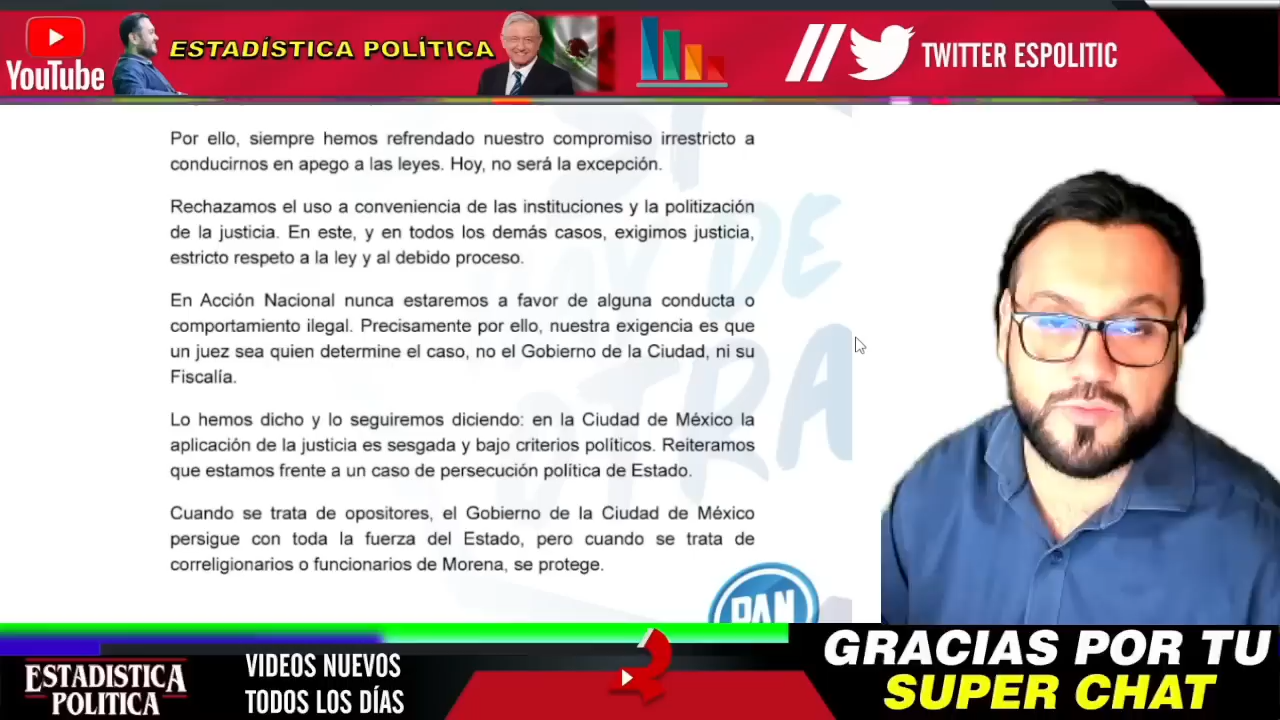 YouTube
ESTADÍSTICA POLÍTICA
TWITTER ESPOLITIC
Por ello, siempre hemos refrendado nuestro compromiso irrestricto a
conducirnos en apego a las leyes. Hoy, no será la excepción.
Rechazamos el uso a conveniencia de las instituciones y la politización
de la justicia. En este, y en todos los demás casos, exigimos justicia,
estricto respeto a la ley y al debido proceso.
En Acción Nacional nunca estaremos a favor de alguna conducta o
comportamiento ilegal. Precisamente por ello, nuestra exigencia es que
un juez sea quien determine el caso, no el Gobierno de la Ciudad, ni su
Fiscalía.
Lo hemos dicho y lo seguiremos diciendo: en la Ciudad de México la
aplicación de la justicia es sesgada y bajo criterios políticos. Reiteramos
que estamos frente a un caso de persecución política de Estado.
Cuando se trata de opositores, el Gobierno de la Ciudad de México
persigue con toda la fuerza del Estado, pero cuando se trata de
correligionarios o funcionarios de Morena, se protege.
DE
OTRA
PAN
ESTADISTICA
POLITICA
VIDEOS NUEVOS
TODOS LOS DÍAS
GRACIAS POR TU
SUPER CHAT